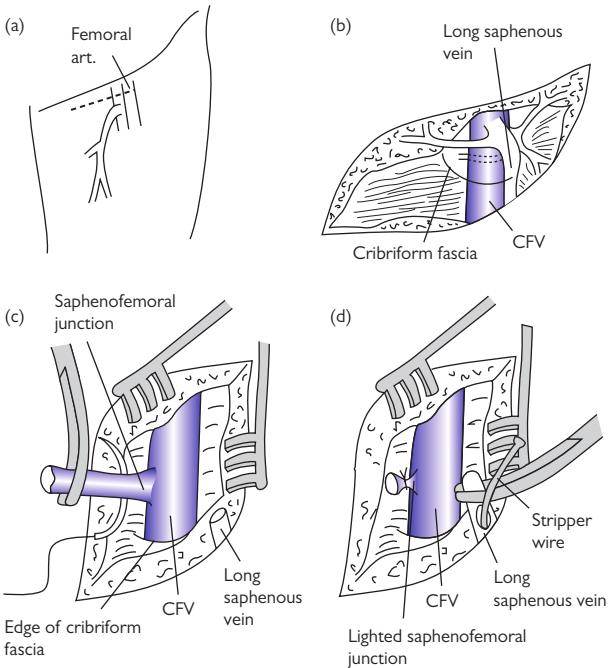 (a)
Femoral
art.
(b)
Long saphenous
vein
Cribriform fascia
CFV
(c)
Saphenofemoral
junction
Edge of cribriform
fascia
CFV
Long
saphenous
vein
(d)
Stripper
wire
Long
saphenous vein
CFV
Lighted saphenofemoral
junction